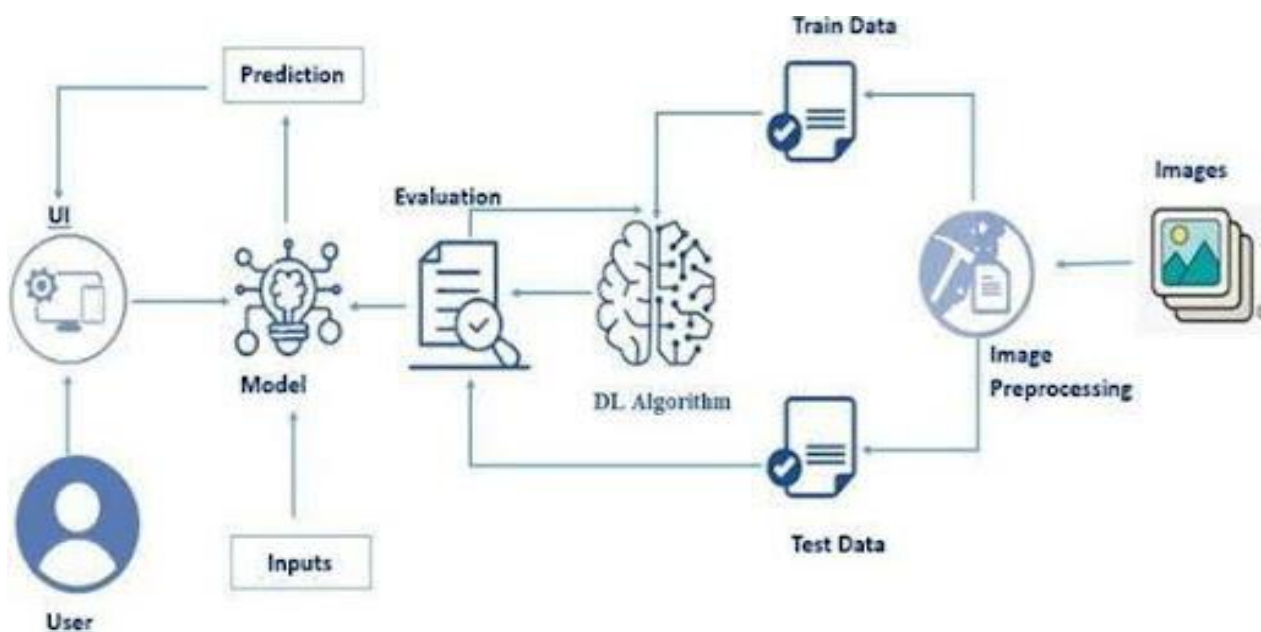 Train Data
Prediction
Images
Evaluation
UI
Model
Image
Preprocessing
DL Algorithm
Test Data
Inputs
User